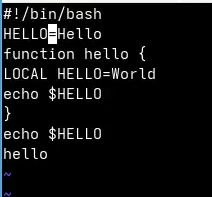 #!/bin/bash
HELLO=Hello
function hello {
LOCAL HELLO=World
echo $HELLO
}
echo $HELLO
hello
~
~